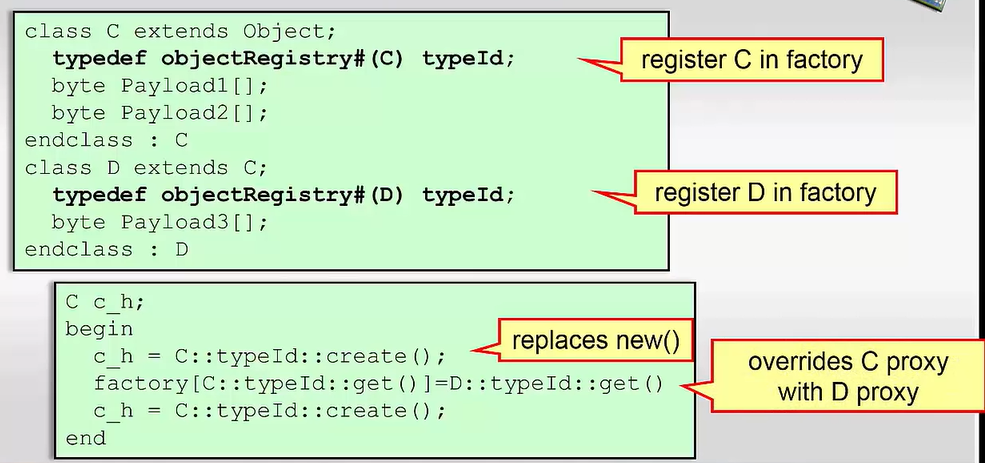 class C extends Object;
typedef objectRegistry#(C) typeId;
byte Payload1[];
byte Payload2[];
endclass : C
class D extends C;
typedef objectRegistry#(D) typeId;
byte Payload3[];
endclass : D
register C in factory
register D in factory
C c_h;
begin
c_h = C::typeId::create();
factory[C::typeId::get()]=D::typeId::get()
c_h = C::typeId::create();
end
replaces new()
overrides C proxy
with D proxy